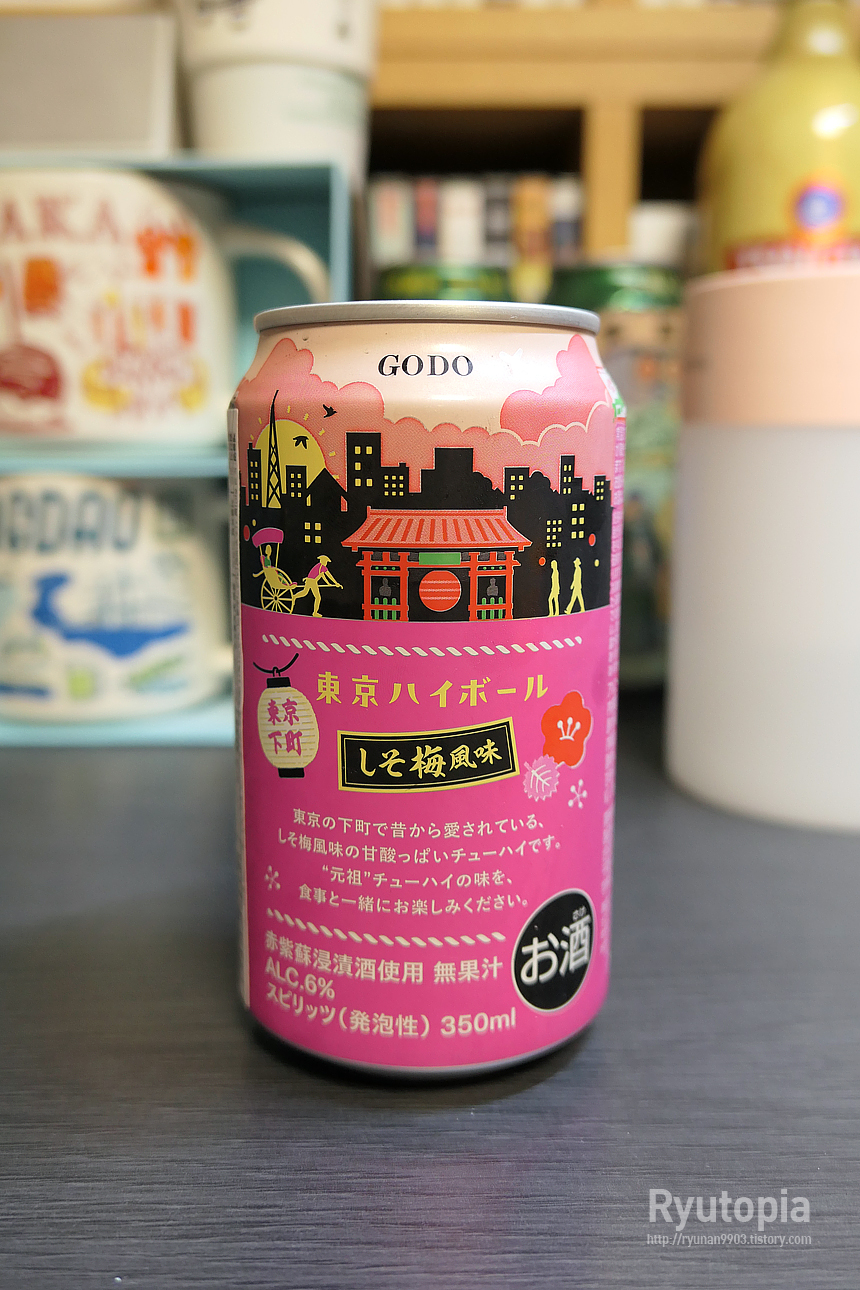 AKA
GODO
東京ハイボール
東京
下町
しそ梅風味
東京の下町で昔から愛されている、
しそ梅風味の甘酸っぱいチューハイです。
“元祖”チューハイの味を、
食事と一緒にお楽しみください。
さけ
お酒
赤紫蘇浸漬酒使用 無果汁
ALC.6%
スピリッツ(発泡性) 350ml
Ryutopia
http://ryunan9903.tistory.com